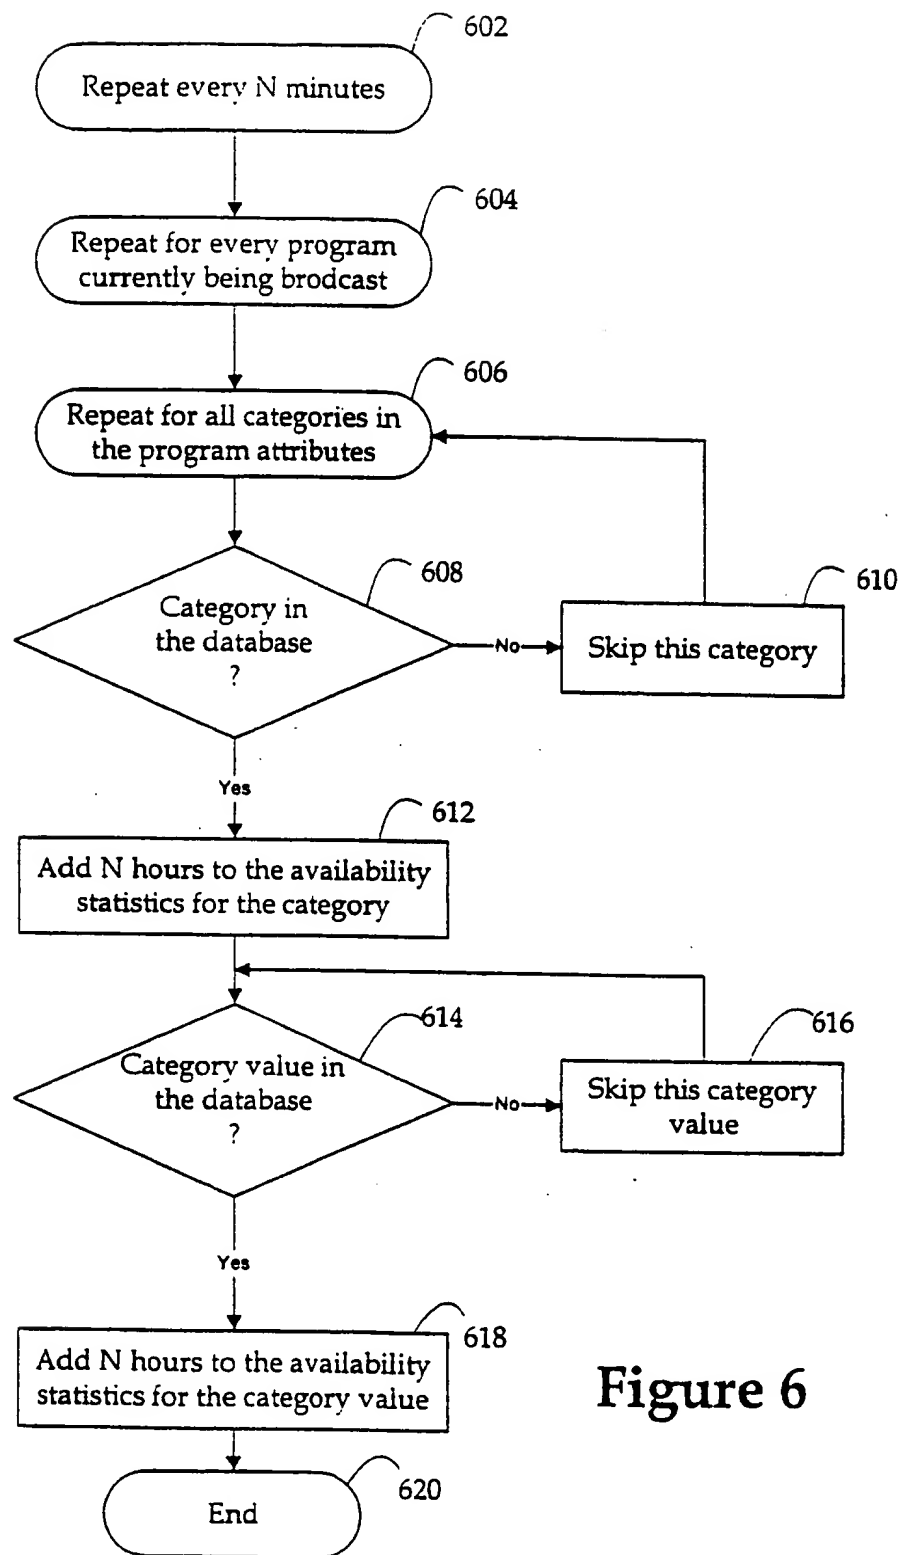 602
Repeat every N minutes
604
Repeat for every program
currently being brodcast
606
Repeat for all categories in
the program attributes
608
Category in
the database
?
No
610
Skip this category
Yes
612
Add N hours to the availability
statistics for the category
614
Category value in
the database
?
No
616
Skip this category
value
Yes
618
Add N hours to the availability
statistics for the category value
Figure 6
620
End